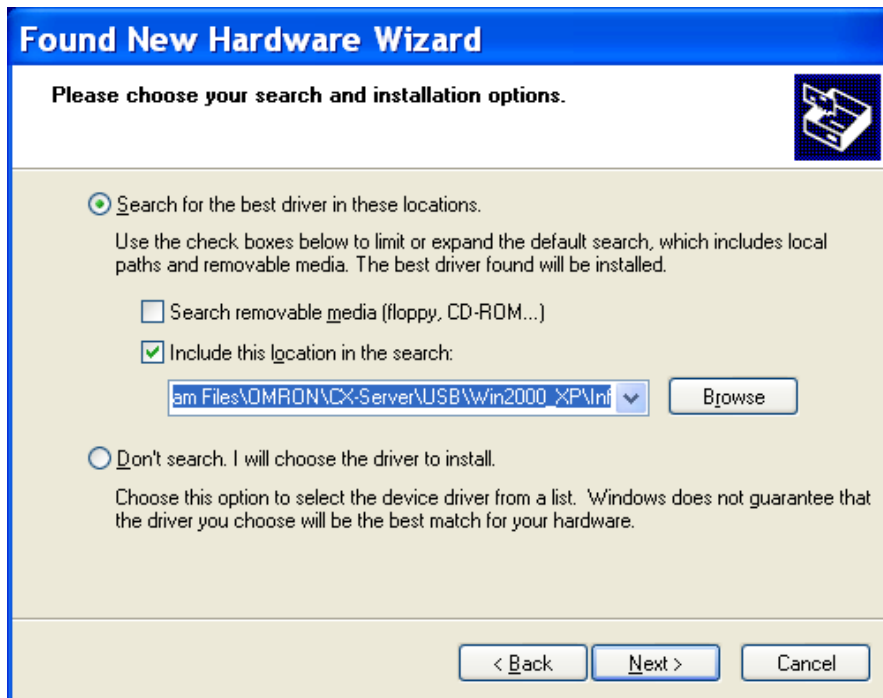 Found New Hardware Wizard
Please choose your search and installation options.
Search for the best driver in these locations.
Use the check boxes below to limit or expand the default search, which includes local
paths and removable media. The best driver found will be installed.
Search removable media (floppy, CD-ROM...)
Include this location in the search:
am Files\OMRON\CX-Server\USB\Win2000_XP\Inf
Browse
Don't search. I will choose the driver to install.
Choose this option to select the device driver from a list.  Windows does not guarantee that
the driver you choose will be the best match for your hardware.
< Back
Next >
Cancel